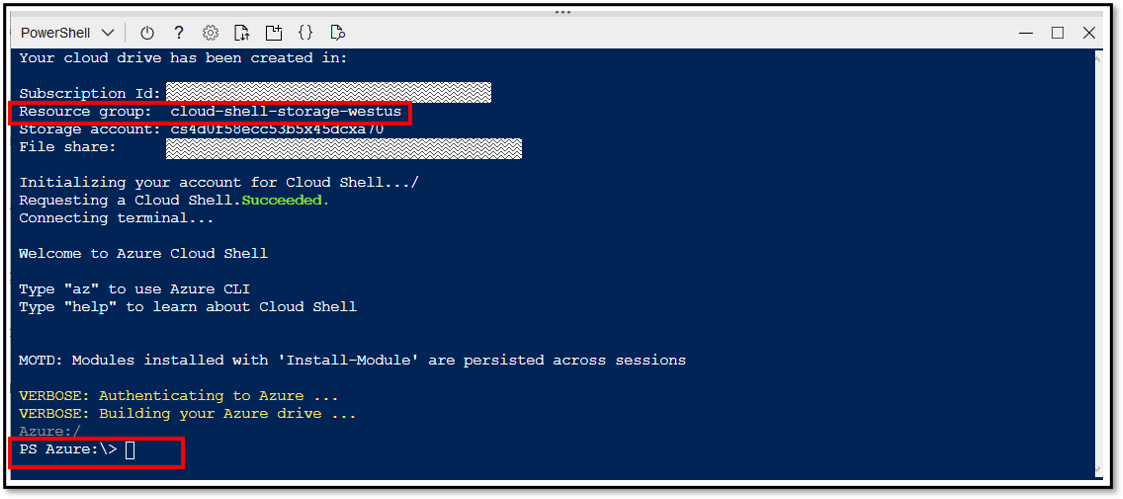 PowerShell
Your cloud drive has been created in:
Subscription Id:
Resource group: cloud-shell-storage-westus
Storage account: cs4d0f58ecc53b5x45dcxa70
File share:
Initializing your account for Cloud Shell.../
Requesting a Cloud Shell.Succeeded.
Connecting terminal...
Welcome to Azure Cloud Shell
Type "az" to use Azure CLI
Type "help" to learn about Cloud Shell
MOTD: Modules installed with 'Install-Module' are persisted across sessions
VERBOSE: Authenticating to Azure ...
VERBOSE: Building your Azure drive ...
Azure:/
PS Azure:\>